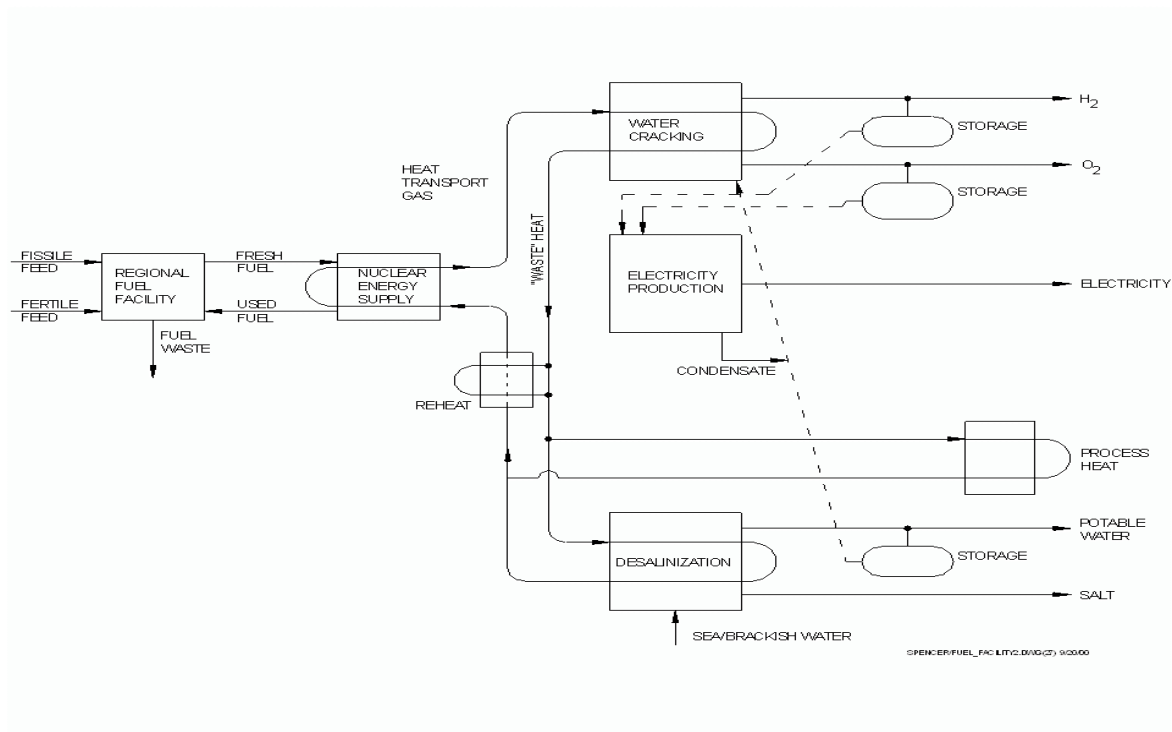 H2
WATER
CRACKING
STORAGE
HEAT
TRANSPORT
GAS
O2
STORAGE
"WASTE" HEAT
FISSILE
FEED
FRESH
FUEL
REGIONAL
FUEL
FACILITY
NUCLEAR
ENERGY
SUPPLY
ELECTRICITY
PRODUCTION
ELECTRICITY
FERTILE
FEED
USED
FUEL
FUEL
WASTE
CONDENSATE
REHEAT
PROCESS
HEAT
POTABLE
WATER
DESALINIZATION
STORAGE
SALT
SEA/BRACKISH WATER
SPENCER/FUEL_FACILITY2.DWG(27) 9/20/00